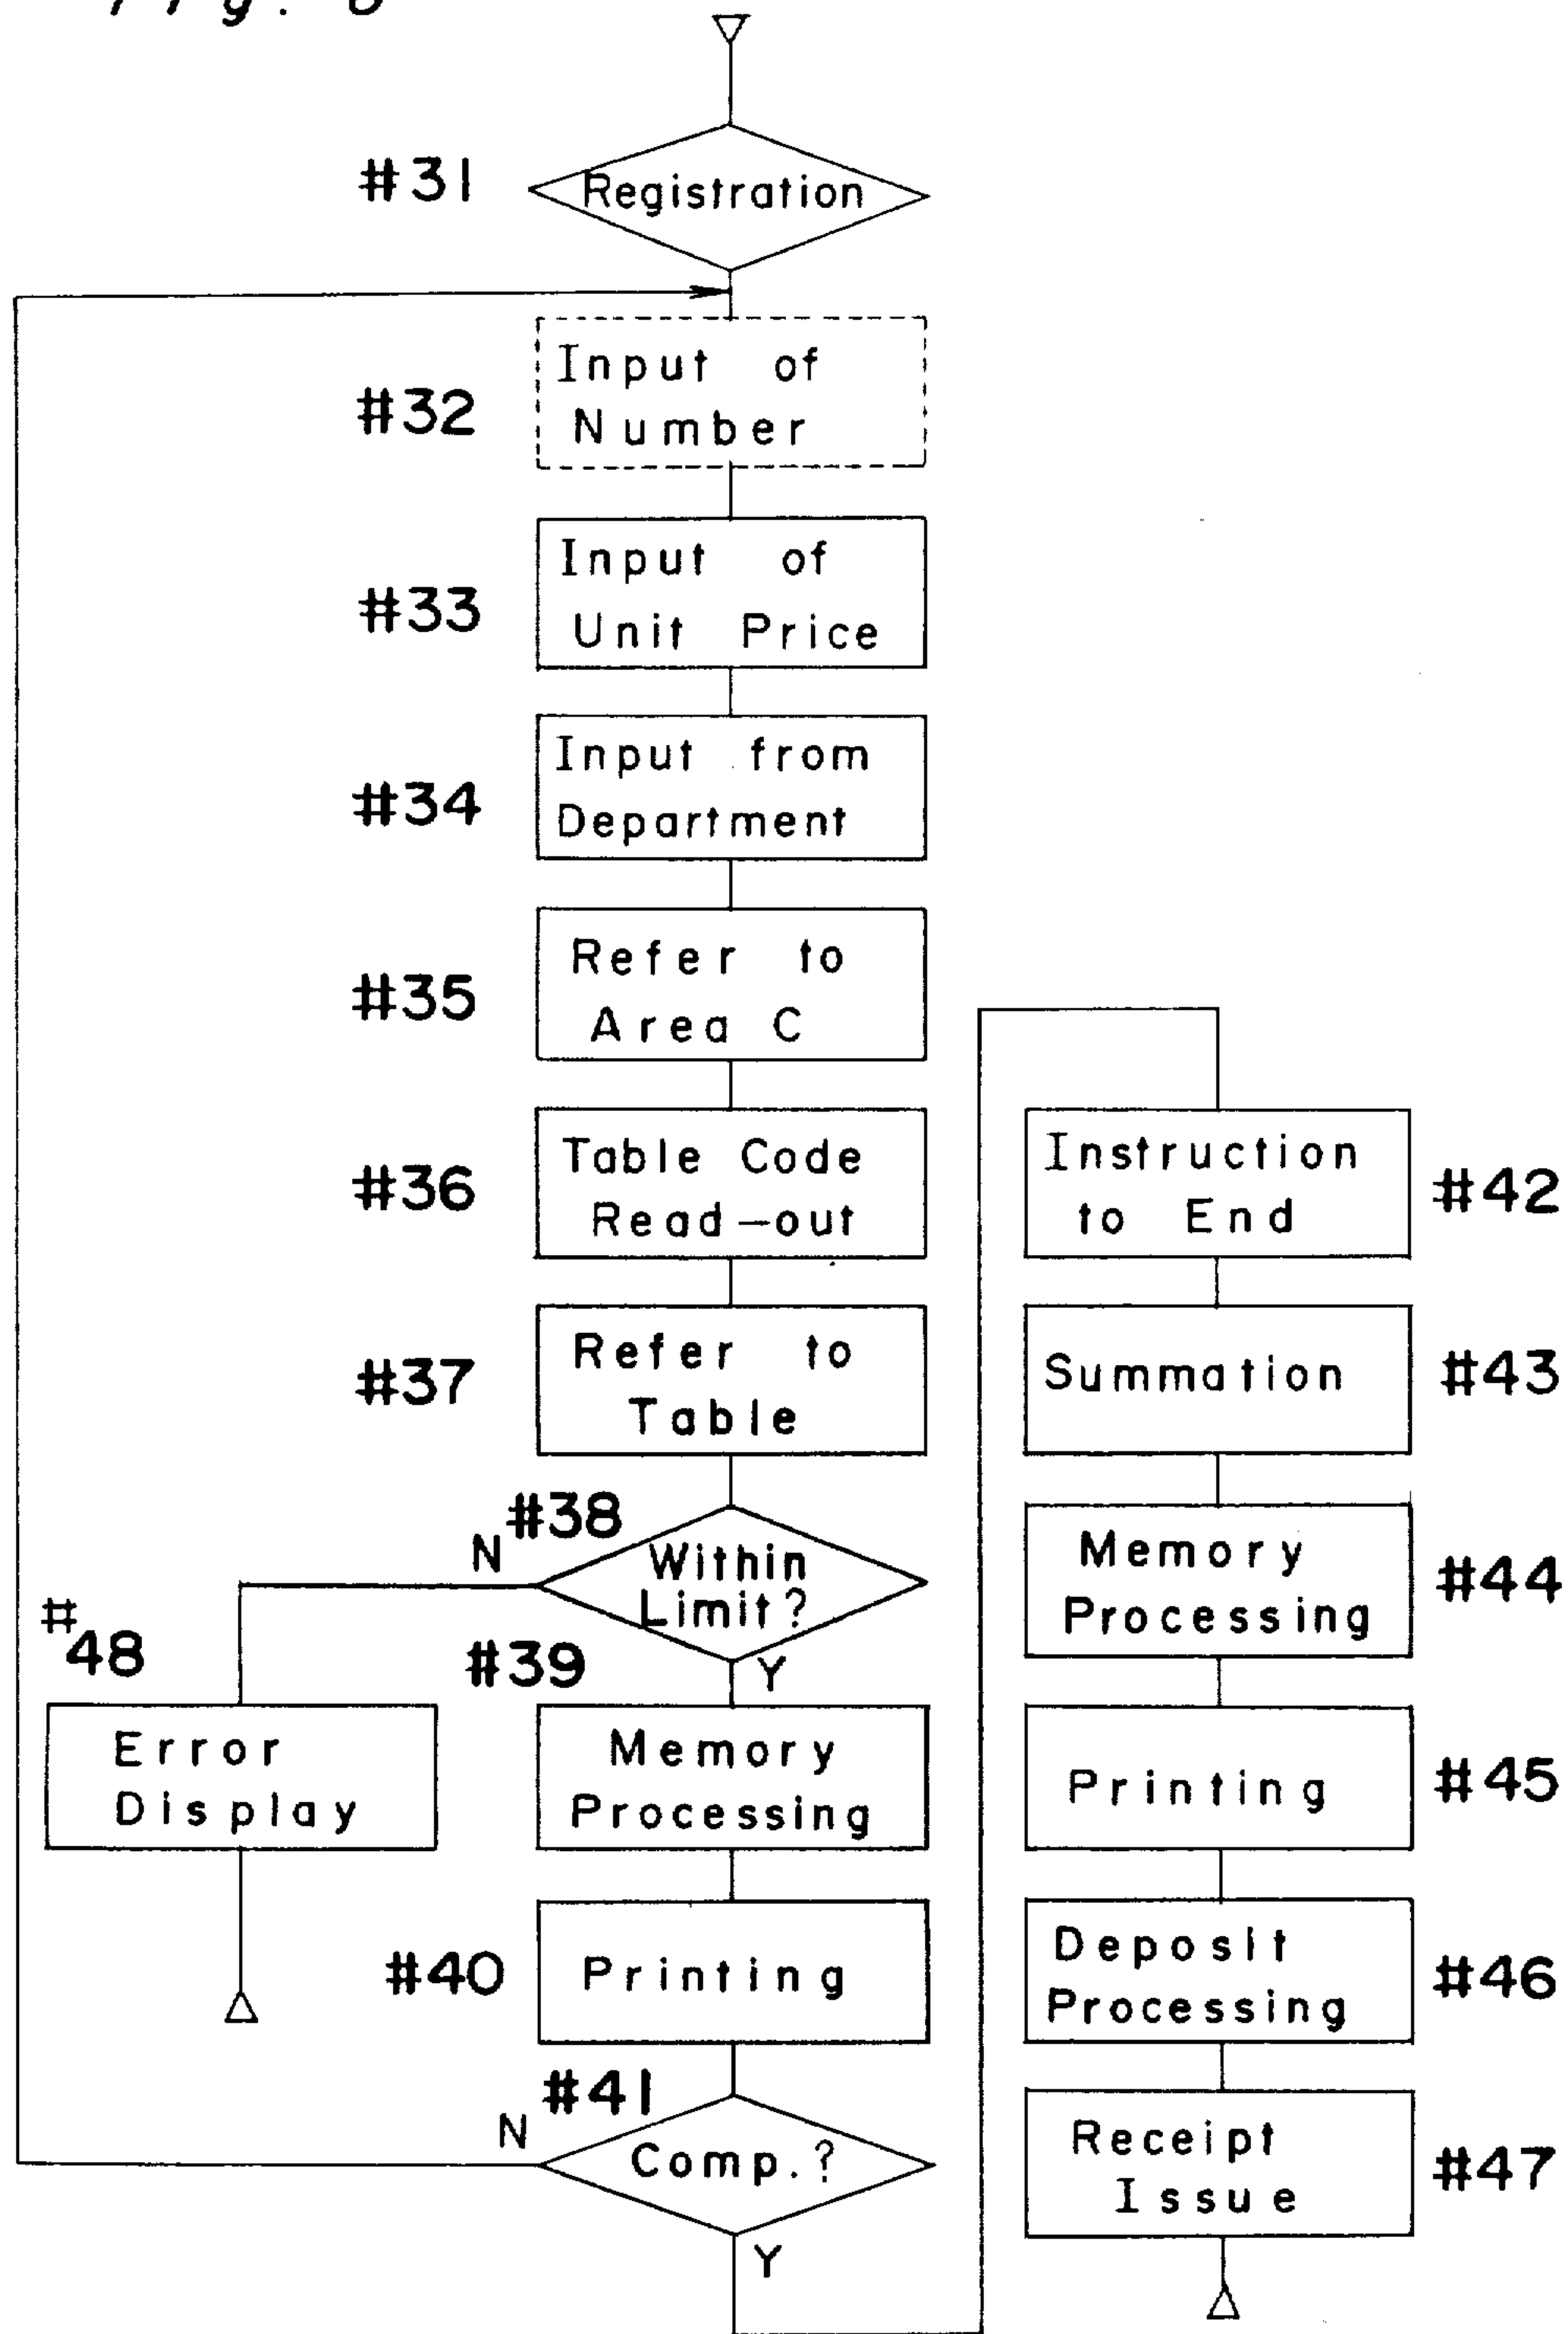 #31
Registration
#32
Input of
Number
#33
Input of
Unit Price
#34
Input from
Department
#35
Refer to
Area C
#36
Table Code
Read-out
#37
Refer to
Table
#38
N
Within
Limit?
Y
#48
Error
Display
#39
Memory
Processing
#40
Printing
#41
N
Comp.?
Y
Instruction
to End
#42
Summation
#43
Memory
Processing
#44
Printing
#45
Deposit
Processing
#46
Receipt
Issue
#47